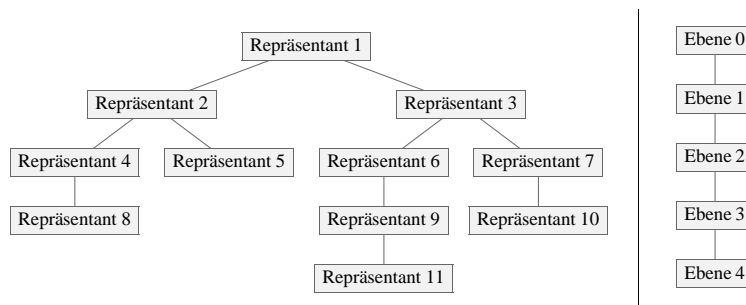 Repräsentant 1
Repräsentant 2
Repräsentant 3
Repräsentant 4
Repräsentant 5
Repräsentant 6
Repräsentant 7
Repräsentant 8
Repräsentant 9
Repräsentant 10
Repräsentant 11
Ebene 0
Ebene 1
Ebene 2
Ebene 3
Ebene 4